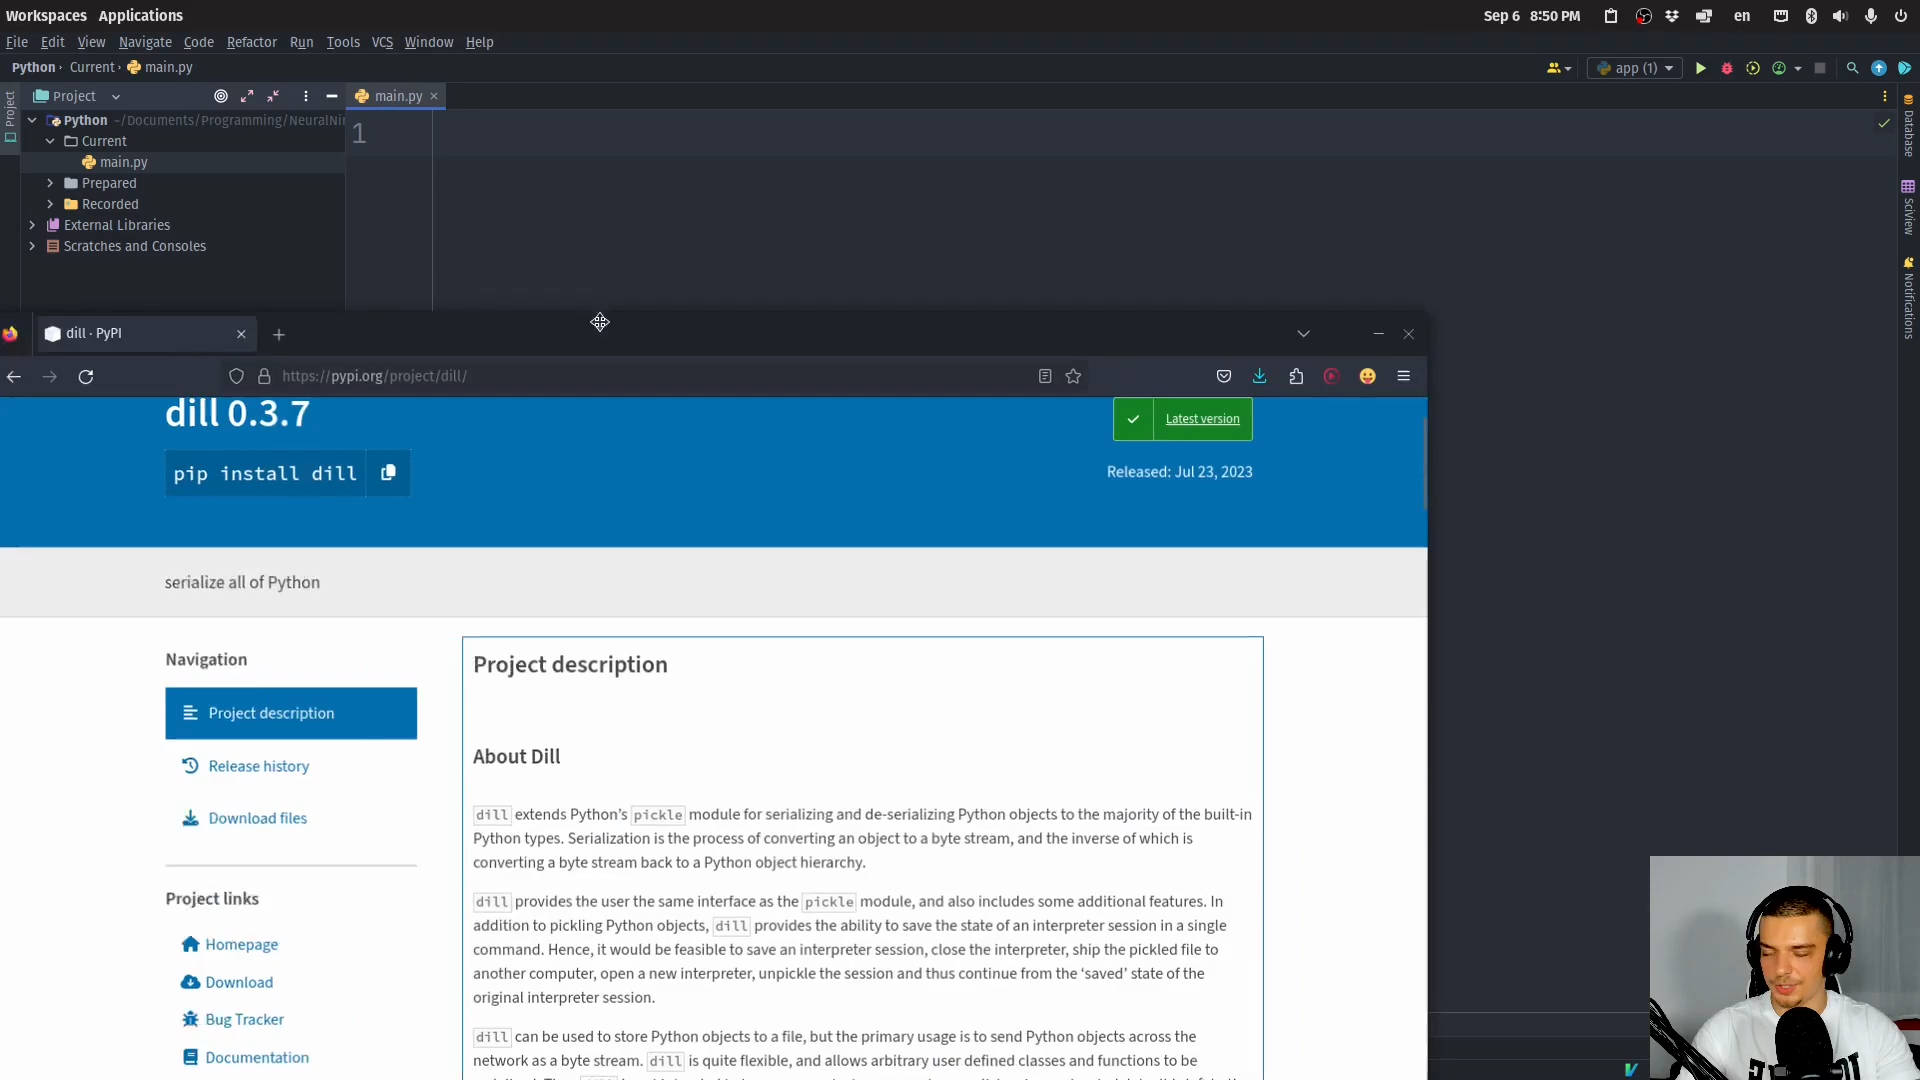 Workspaces Applications
Sep 6 8:50 PM en
File Edit View Navigate Code Refactor Run Tools VCS Window Help
Python Current main.py app (1)
Project Project main.py
Python ~/Documents/Programming/NeuralNi
1
Current
main.py
Prepared
Recorded
External Libraries
Scratches and Consoles
Database
SciView
Notifications
dill · PyPI
https://pypi.org/project/dill/
dill 0.3.7
Latest version
pip install dill
Released: Jul 23, 2023
serialize all of Python
Navigation
Project description
Release history
Download files
Project links
Homepage
Download
Bug Tracker
Documentation
Project description
About Dill
dill extends Python’s pickle module for serializing and de-serializing Python objects to the majority of the built-in
Python types. Serialization is the process of converting an object to a byte stream, and the inverse of which is
converting a byte stream back to a Python object hierarchy.
dill provides the user the same interface as the pickle module, and also includes some additional features. In
addition to pickling Python objects, dill provides the ability to save the state of an interpreter session in a single
command. Hence, it would be feasible to save an interpreter session, close the interpreter, ship the pickled file to
another computer, open a new interpreter, unpickle the session and thus continue from the ‘saved’ state of the
original interpreter session.
dill can be used to store Python objects to a file, but the primary usage is to send Python objects across the
network as a byte stream. dill is quite flexible, and allows arbitrary user defined classes and functions to be